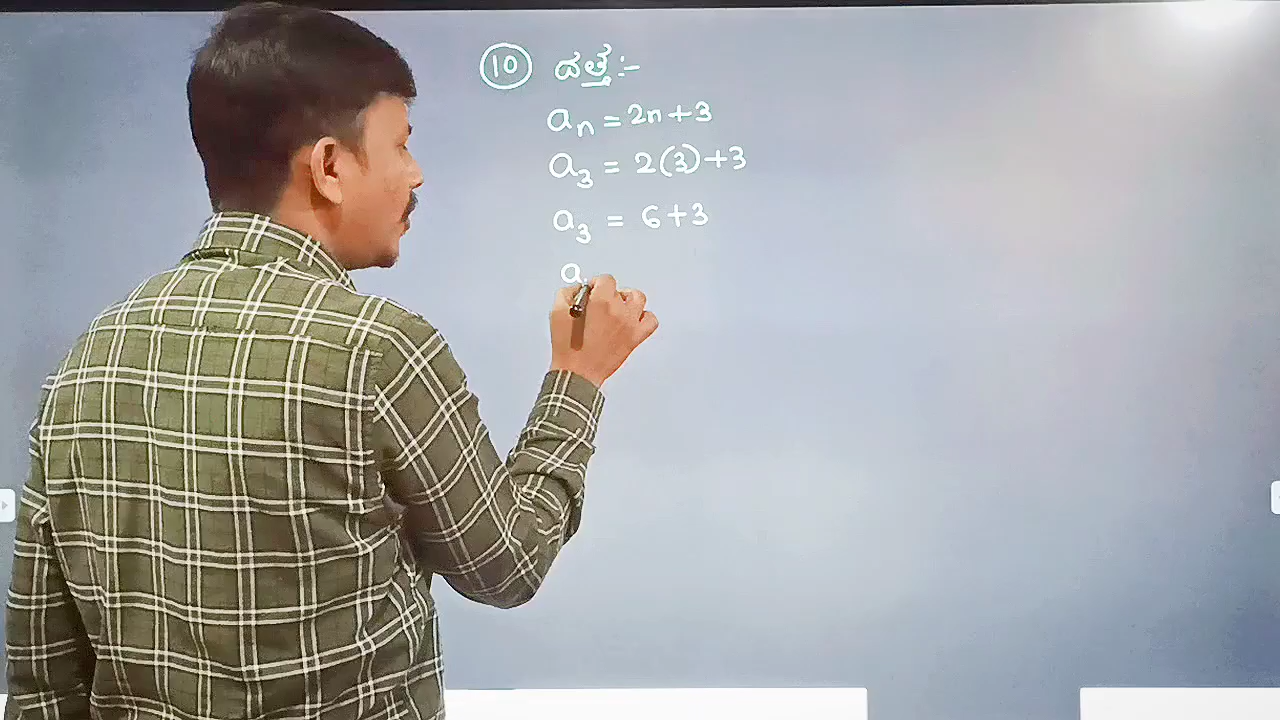 10 ದತ್ತ :-
aₙ = 2n+3
a₃ = 2(3)+3
a₃ = 6+3
a